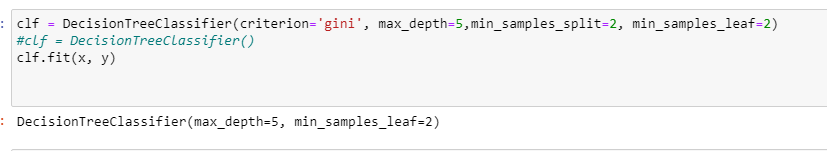 clf = DecisionTreeClassifier(criterion='gini', max_depth=5,min_samples_split=2, min_samples_leaf=2)
#clf = DecisionTreeClassifier()
clf.fit(x, y)
DecisionTreeClassifier(max_depth=5, min_samples_leaf=2)